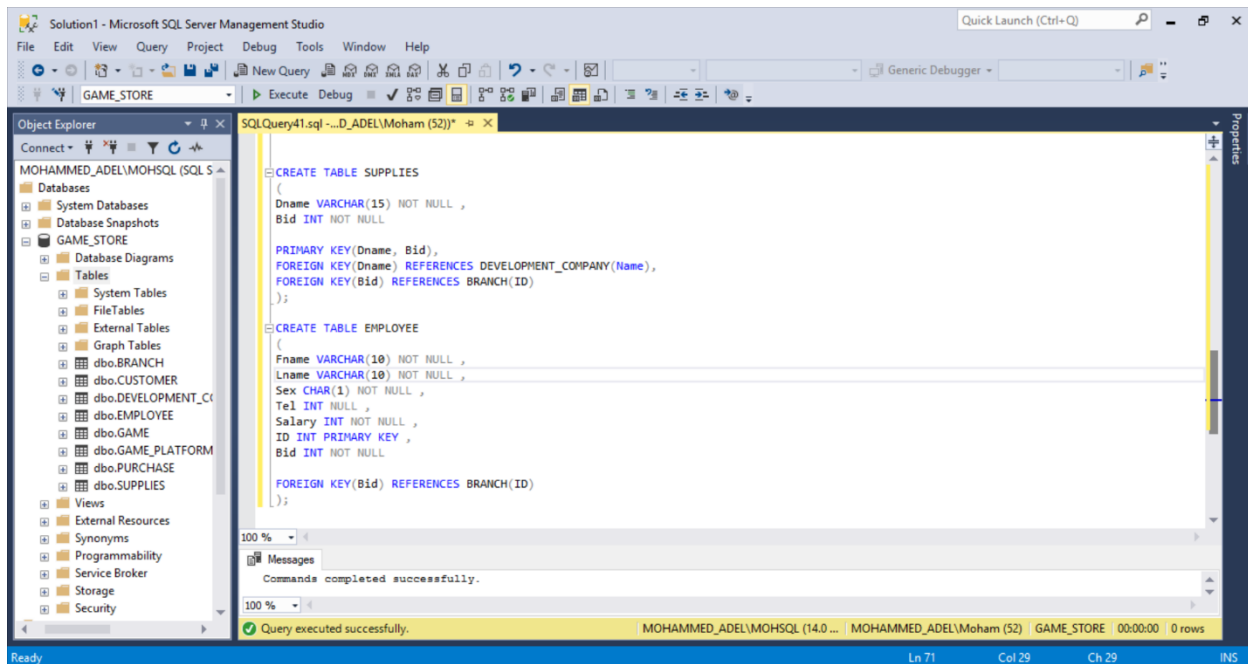 Solution1 - Microsoft SQL Server Management Studio
Quick Launch (Ctrl+Q)
File Edit View Query Project Debug Tools Window Help
New Query MDX DMX XMLA DAX Generic Debugger
GAME_STORE Execute Debug
Object Explorer
Connect
MOHAMMED_ADEL\MOHSQL (SQL S
Databases
System Databases
Database Snapshots
GAME_STORE
Database Diagrams
Tables
System Tables
FileTables
External Tables
Graph Tables
dbo.BRANCH
dbo.CUSTOMER
dbo.DEVELOPMENT_C
dbo.EMPLOYEE
dbo.GAME
dbo.GAME_PLATFORM
dbo.PURCHASE
dbo.SUPPLIES
Views
External Resources
Synonyms
Programmability
Service Broker
Storage
Security
SQLQuery41.sql -...D_ADEL\Moham (52))*
CREATE TABLE SUPPLIES
(
Dname VARCHAR(15) NOT NULL ,
Bid INT NOT NULL
PRIMARY KEY(Dname, Bid),
FOREIGN KEY(Dname) REFERENCES DEVELOPMENT_COMPANY(Name),
FOREIGN KEY(Bid) REFERENCES BRANCH(ID)
);
CREATE TABLE EMPLOYEE
(
Fname VARCHAR(10) NOT NULL ,
Lname VARCHAR(10) NOT NULL ,
Sex CHAR(1) NOT NULL ,
Tel INT NULL ,
Salary INT NOT NULL ,
ID INT PRIMARY KEY ,
Bid INT NOT NULL
FOREIGN KEY(Bid) REFERENCES BRANCH(ID)
);
100 %
Messages
Commands completed successfully.
100 %
Query executed successfully. MOHAMMED_ADEL\MOHSQL (14.0 ... MOHAMMED_ADEL\Moham (52) GAME_STORE 00:00:00 0 rows
Properties
Ready Ln 71 Col 29 Ch 29 INS